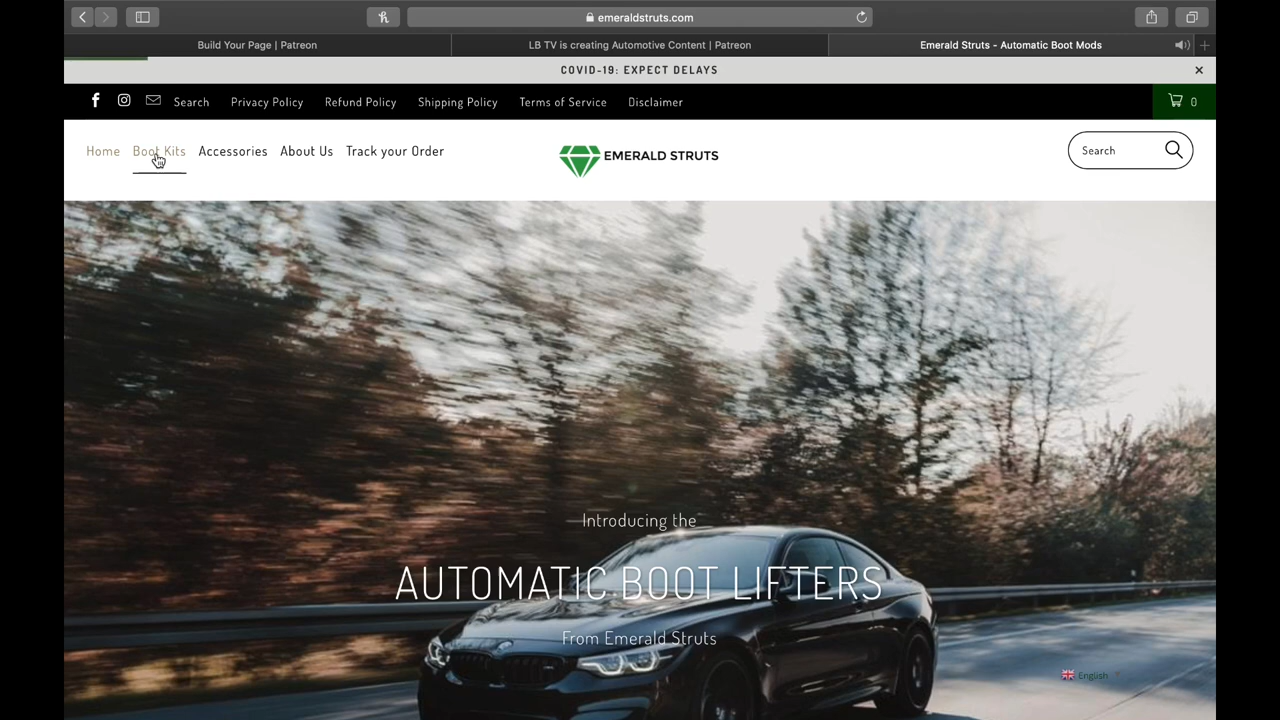 emeraldstruts.com
Build Your Page | Patreon
LB TV is creating Automotive Content | Patreon
Emerald Struts - Automatic Boot Mods
COVID-19: EXPECT DELAYS
Search Privacy Policy Refund Policy Shipping Policy Terms of Service Disclaimer 0
Home Boot Kits Accessories About Us Track your Order
EMERALD STRUTS
Search
Introducing the
AUTOMATIC BOOT LIFTERS
From Emerald Struts
English